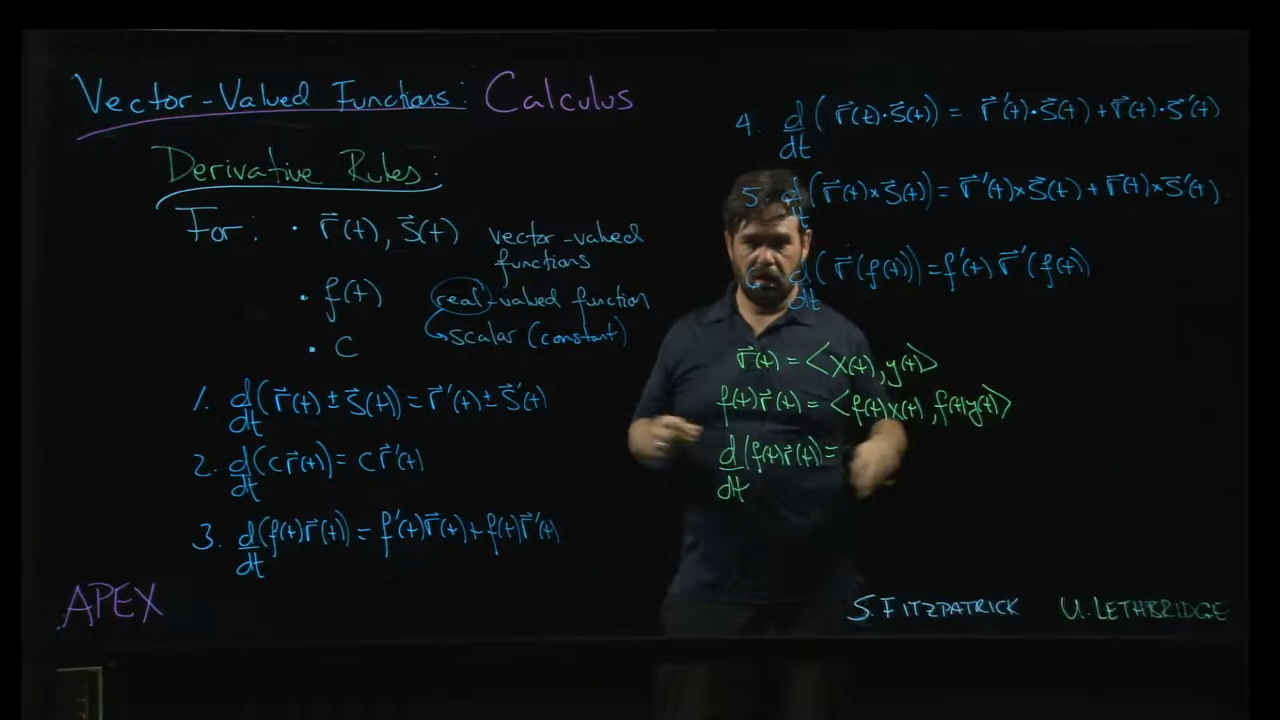 Vector-Valued Functions: Calculus
Derivative Rules:
For: · r⃗(t), s⃗(t) vector-valued
functions
· f(t) real-valued function
scalar (constant)
· c
1. d/dt (r⃗(t) ± s⃗(t)) = r⃗'(t) ± s⃗'(t)
2. d/dt (c r⃗(t)) = c r⃗'(t)
3. d/dt (f(t) r⃗(t)) = f'(t) r⃗(t) + f(t) r⃗'(t)
4. d/dt (r⃗(t) · s⃗(t)) = r⃗'(t) · s⃗(t) + r⃗(t) · s⃗'(t)
5. d/dt (r⃗(t) × s⃗(t)) = r⃗'(t) × s⃗(t) + r⃗(t) × s⃗'(t)
6. d/dt (r⃗(f(t))) = f'(t) r⃗'(f(t))
r⃗(t) = <x(t), y(t)>
f(t) r⃗(t) = <f(t)x(t), f(t)y(t)>
d/dt (f(t) r⃗(t)) =
APEX
S. FITZPATRICK U. LETHBRIDGE